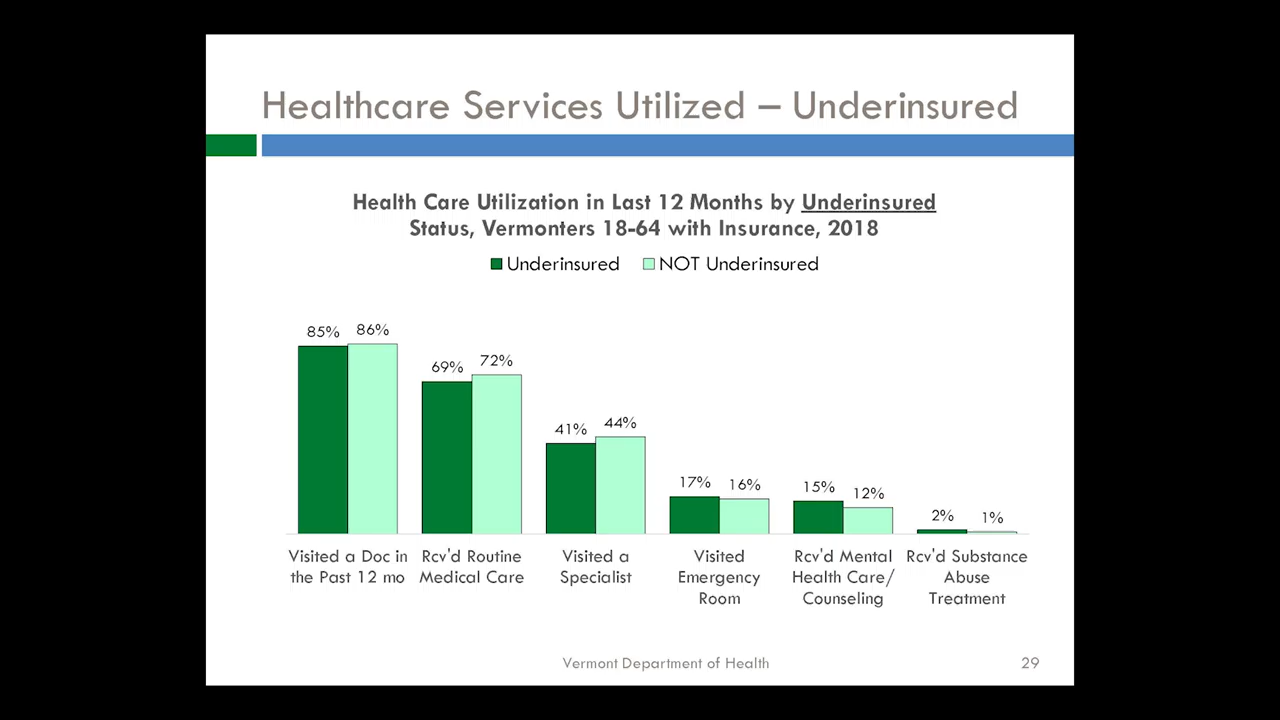 Healthcare Services Utilized – Underinsured
Health Care Utilization in Last 12 Months by Underinsured
Status, Vermonters 18-64 with Insurance, 2018
Underinsured NOT Underinsured
85% 86%
69% 72%
41% 44%
17% 16%
15% 12%
2% 1%
Visited a Doc in
the Past 12 mo
Rcv'd Routine
Medical Care
Visited a
Specialist
Visited
Emergency
Room
Rcv'd Mental
Health Care/
Counseling
Rcv'd Substance
Abuse
Treatment
Vermont Department of Health
29